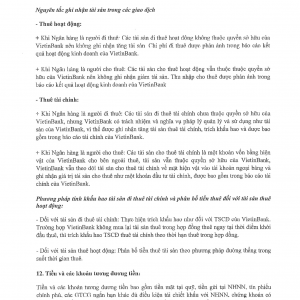 Nguyên tắc ghi nhận tài sản trong các giao dịch
- Thuê hoạt động:
+ Khi Ngân hàng là người đi thuê: Các tài sản đi thuê hoạt động không thuộc quyền sở hữu của
VietinBank nên không ghi nhận tăng tài sản. Chi phí đi thuê được phản ánh trong báo cáo kết
quả hoạt động kinh doanh của VietinBank.
+ Khi Ngân hàng là người cho thuê: Các tài sản cho thuê hoạt động vẫn thuộc thuộc quyền sở
hữu của VietinBank nên không ghi nhận giảm tài sản. Thu nhập cho thuê được phản ánh trong
báo cáo kết quả hoạt động kinh doanh của VietinBank.
- Thuê tài chính:
+ Khi Ngân hàng là người đi thuê: Các tài sản đi thuê tài chính chưa thuộc quyền sở hữu của
VietinBank, nhưng VietinBank có trách nhiệm và nghĩa vụ pháp lý quản lý và sử dụng như tài
sản của VietinBank, vì thế được ghi nhận tăng tài sản đi thuê tài chính, trích khấu hao và được bao
gồm trong báo cáo tài chính của VietinBank.
+ Khi Ngân hàng là người cho thuê: Các tài sản cho thuê tài chính là một khoản vốn bằng hiện
vật của VietinBank cho bên ngoài thuê, tài sản vẫn thuộc quyền sở hữu của VietinBank,
VietinBank vẫn theo dõi tài sản cho thuê tài chính về mặt hiện vật vào tài khoản ngoại bảng và
ghi nhận giá trị tài sản cho thuê như một khoản đầu tư tài chính, được bao gồm trong báo cáo tài
chính của VietinBank.
Phương pháp tính khấu hao tài sản đi thuê tài chính và phân bổ tiền thuê đối với tài sản thuê
hoạt động:
- Đối với tài sản đi thuê tài chính: Thực hiện trích khấu hao như đối với TSCĐ của VietinBank.
Trường hợp VietinBank không mua lại tài sản thuê trong hợp đồng thuê ngay tại thời điểm khởi
đầu thuê, thì trích khấu hao TSCĐ thuê tài chính theo thời hạn thuê trong hợp đồng.
- Đối với tài sản thuê hoạt động: Phân bổ tiền thuê tài sản theo phương pháp đường thẳng trong
suốt thời gian thuê.
12. Tiền và các khoản tương đương tiền:
Tiền và các khoản tương đương tiền bao gồm tiền mặt tại quỹ, tiền gửi tại NHNN, tín phiếu
chính phủ, các GTCG ngắn hạn khác đủ điều kiện tái chiết khấu với NHNN, chứng khoán có